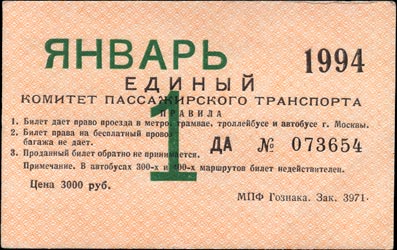 ЯНВАРЬ 1994
ЕДИНЫЙ
КОМИТЕТ ПАССАЖИРСКОГО ТРАНСПОРТА
ПРАВИЛА
1
1. Билет дает право проезда в метро, трамвае, троллейбусе и автобусе г. Москвы.
2. Билет права на бесплатный провоз
багажа не дает.
ДА № 073654
3. Проданный билет обратно не принимается.
Примечание. В автобусах 300-х и 400-х маршрутов билет недействителен.
Цена 3000 руб.
МПФ Гознака. Зак. 3971.